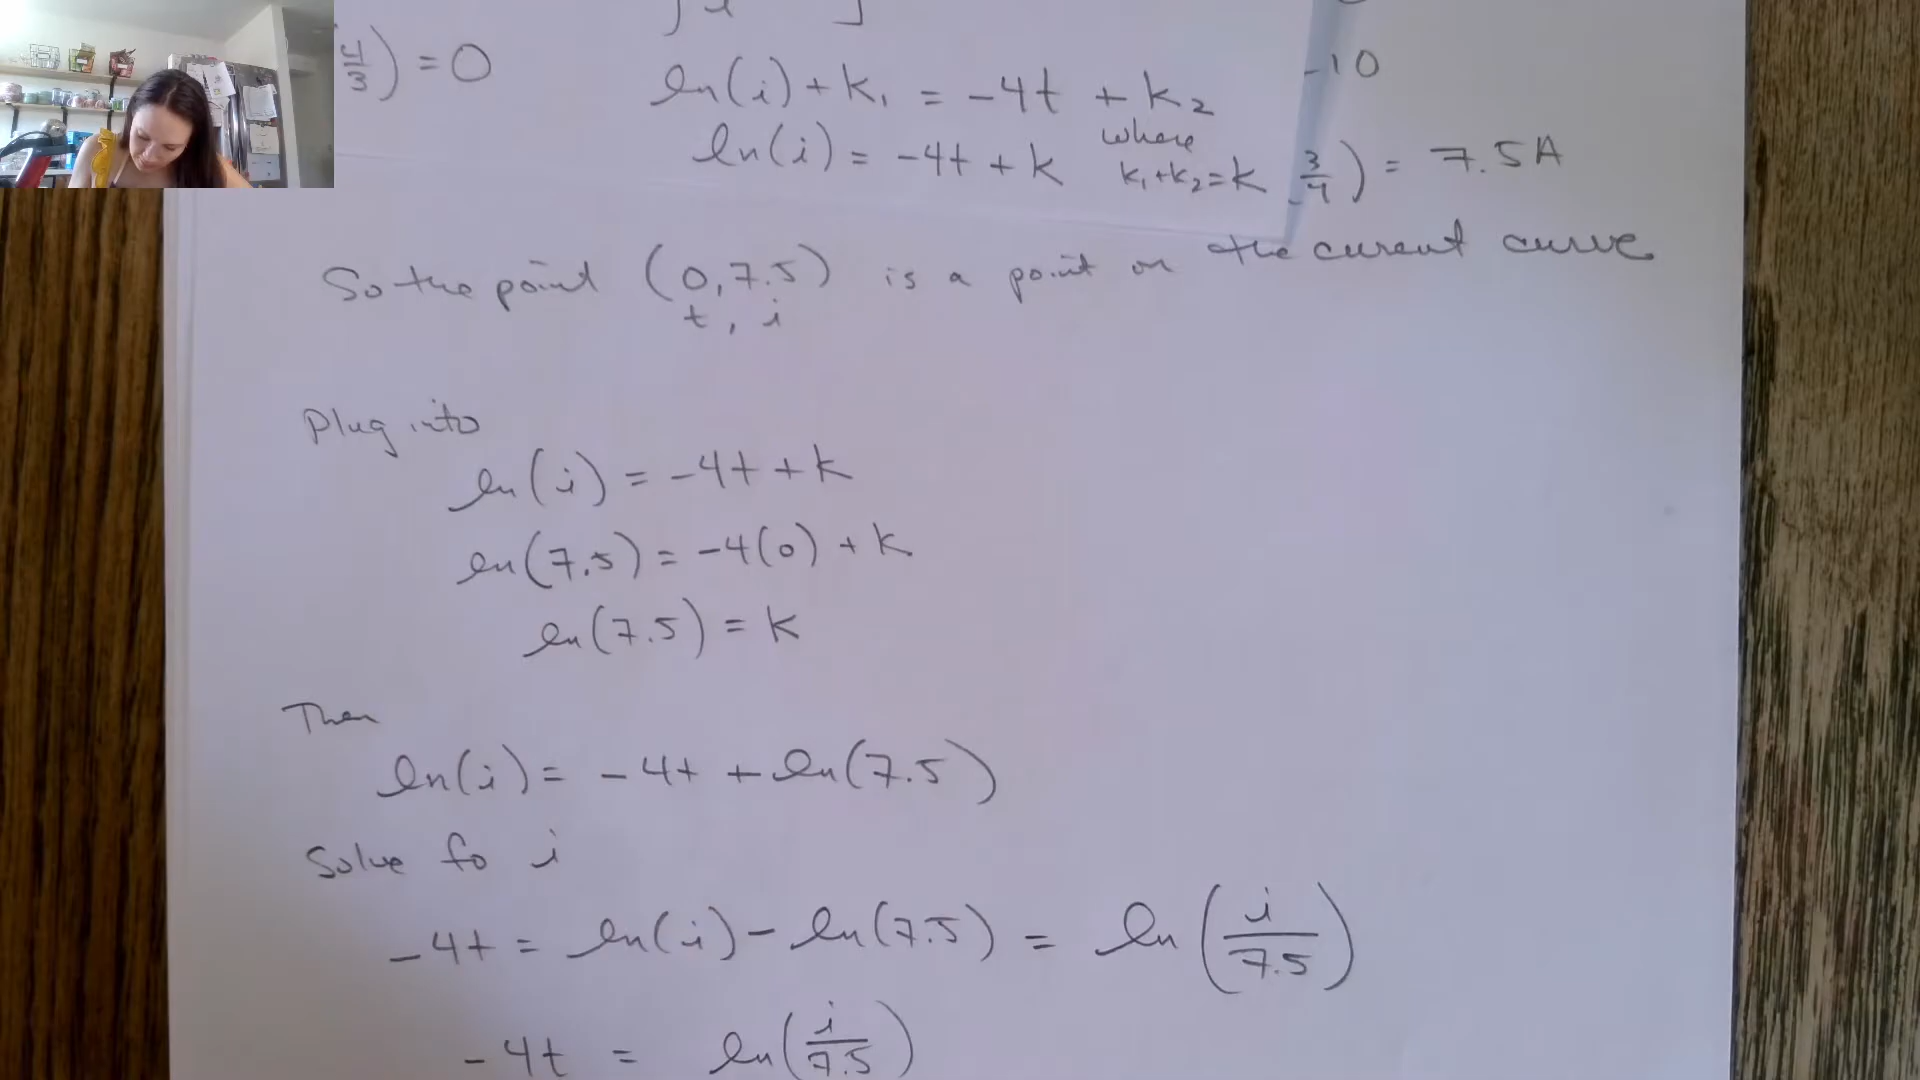 4/3) = 0
ln(i) + k₁ = -4t + k₂
-10
where
ln(i) = -4t + k
k₁ + k₂ = k
3/4) = 7.5A
So the point (0, 7.5) is a point on the curent curve
t, i
Plug into
ln(i) = -4t + k
ln(7.5) = -4(0) + k
ln(7.5) = k
Then
ln(i) = -4t + ln(7.5)
Solve fo i
-4t = ln(i) - ln(7.5) = ln(i/7.5)
-4t = ln(i/7.5)